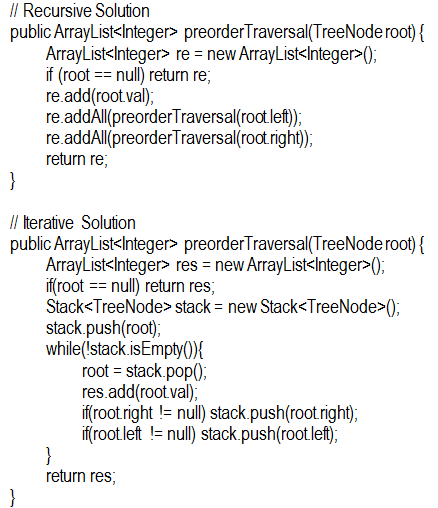 // Recursive Solution
public ArrayList<Integer> preorderTraversal(TreeNode root) {
ArrayList<Integer> re = new ArrayList<Integer>();
if (root == null) return re;
re.add(root.val);
re.addAll(preorderTraversal(root.left));
re.addAll(preorderTraversal(root.right));
return re;
}
// Iterative Solution
public ArrayList<Integer> preorderTraversal(TreeNode root) {
ArrayList<Integer> res = new ArrayList<Integer>();
if(root == null) return res;
Stack<TreeNode> stack = new Stack<TreeNode>();
stack.push(root);
while(!stack.isEmpty()){
root = stack.pop();
res.add(root.val);
if(root.right != null) stack.push(root.right);
if(root.left != null) stack.push(root.left);
}
return res;
}